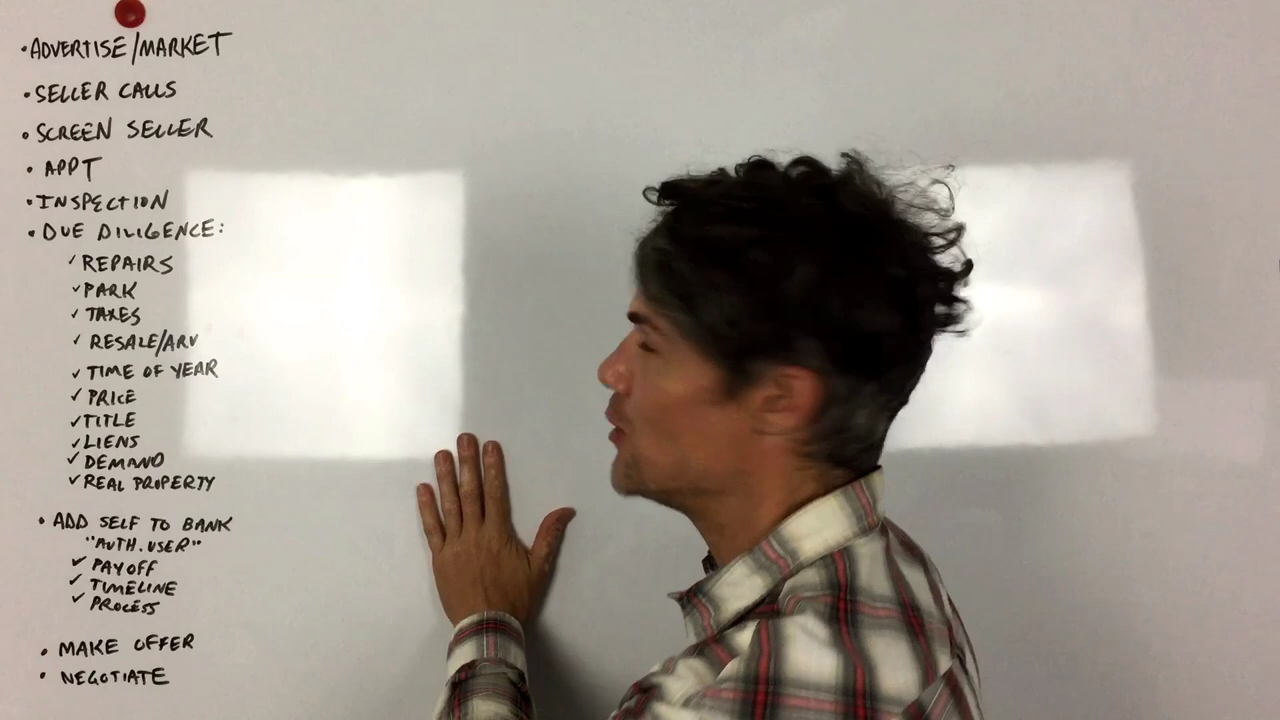 •ADVERTISE/MARKET
•SELLER CALLS
•SCREEN SELLER
• APPT
•INSPECTION
• DUE DILIGENCE:
✓REPAIRS
✓PARK
✓TAXES
✓ RESALE/ARV
✓TIME OF YEAR
✓PRICE
✓TITLE
✓LIENS
✓DEMAND
✓REAL PROPERTY
• ADD SELF TO BANK
"AUTH.USER"
✓PAYOFF
✓TIMELINE
✓PROCESS
• MAKE OFFER
• NEGOTIATE